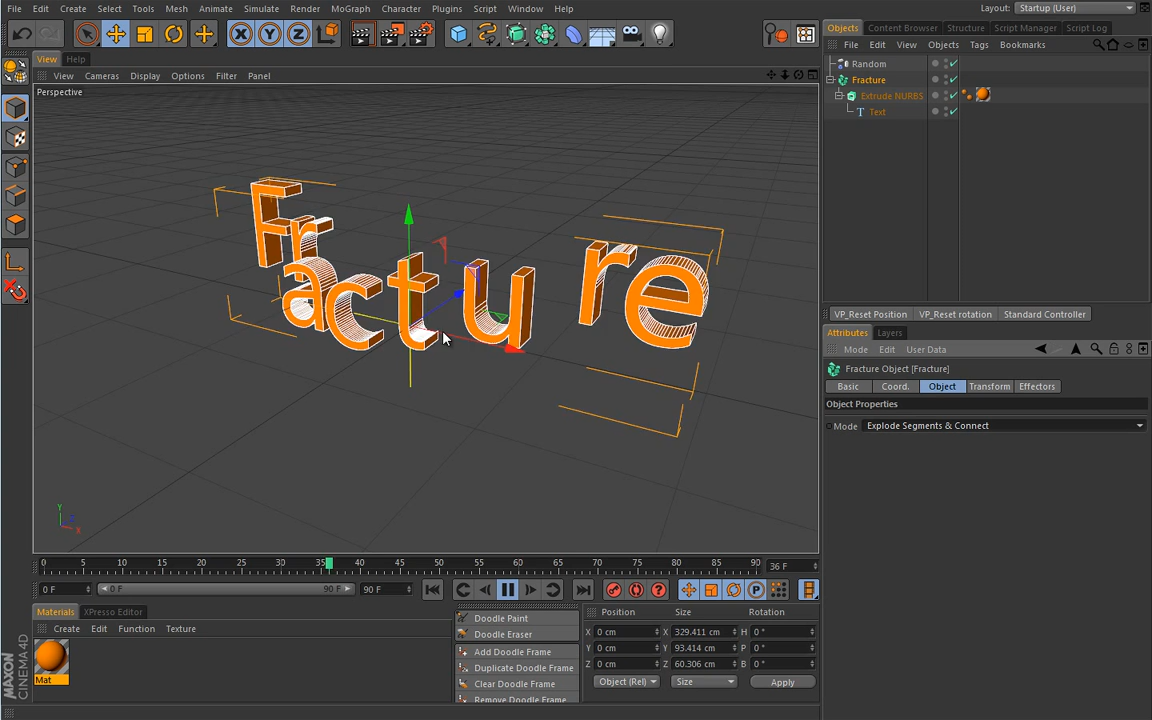 File Edit Create Select Tools Mesh Animate Simulate Render MoGraph Character Plugins Script Window Help
Layout: Startup (User)
View Help
View Cameras Display Options Filter Panel
Perspective
Fracture
Y
Z
X
0 5 10 15 20 25 30 35 40 45 50 55 60 65 70 75 80 85 90
36 F
0 F
0 F
90 F
90 F
Materials XPresso Editor
Create Edit Function Texture
Mat
MAXON
CINEMA 4D
Doodle Paint
Doodle Eraser
Add Doodle Frame
Duplicate Doodle Frame
Clear Doodle Frame
Remove Doodle Frame
Position Size Rotation
X 0 cm X 329.411 cm H 0 °
Y 0 cm Y 93.414 cm P 0 °
Z 0 cm Z 60.306 cm B 0 °
Object (Rel) Size Apply
Objects Content Browser Structure Script Manager Script Log
File Edit View Objects Tags Bookmarks
Random
Fracture
Extrude NURBS
Text
VP_Reset Position VP_Reset rotation Standard Controller
Attributes Layers
Mode Edit User Data
Fracture Object [Fracture]
Basic Coord. Object Transform Effectors
Object Properties
Mode Explode Segments & Connect